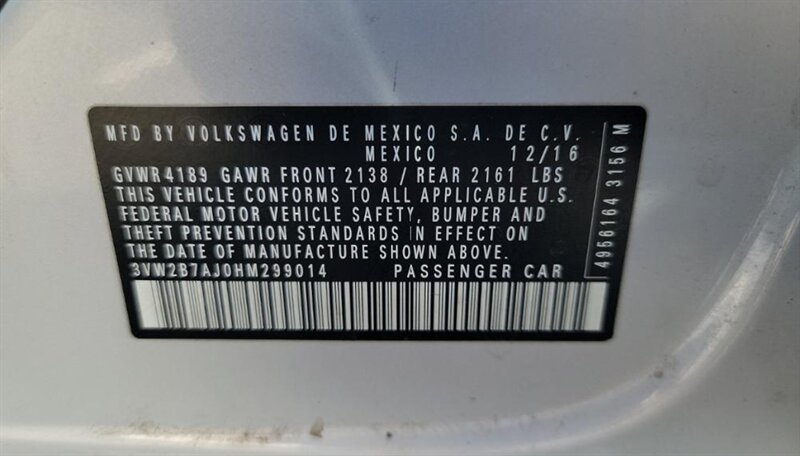 MFD BY VOLKSWAGEN DE MEXICO S.A. DE C.V.
MEXICO 12/16
GVWR 4189 GAWR FRONT 2138 / REAR 2161 LBS
THIS VEHICLE CONFORMS TO ALL APPLICABLE U.S.
FEDERAL MOTOR VEHICLE SAFETY, BUMPER AND
THEFT PREVENTION STANDARDS IN EFFECT ON
THE DATE OF MANUFACTURE SHOWN ABOVE.
3VW2B7AJ0HM299014 PASSENGER CAR
4956164 3156 M